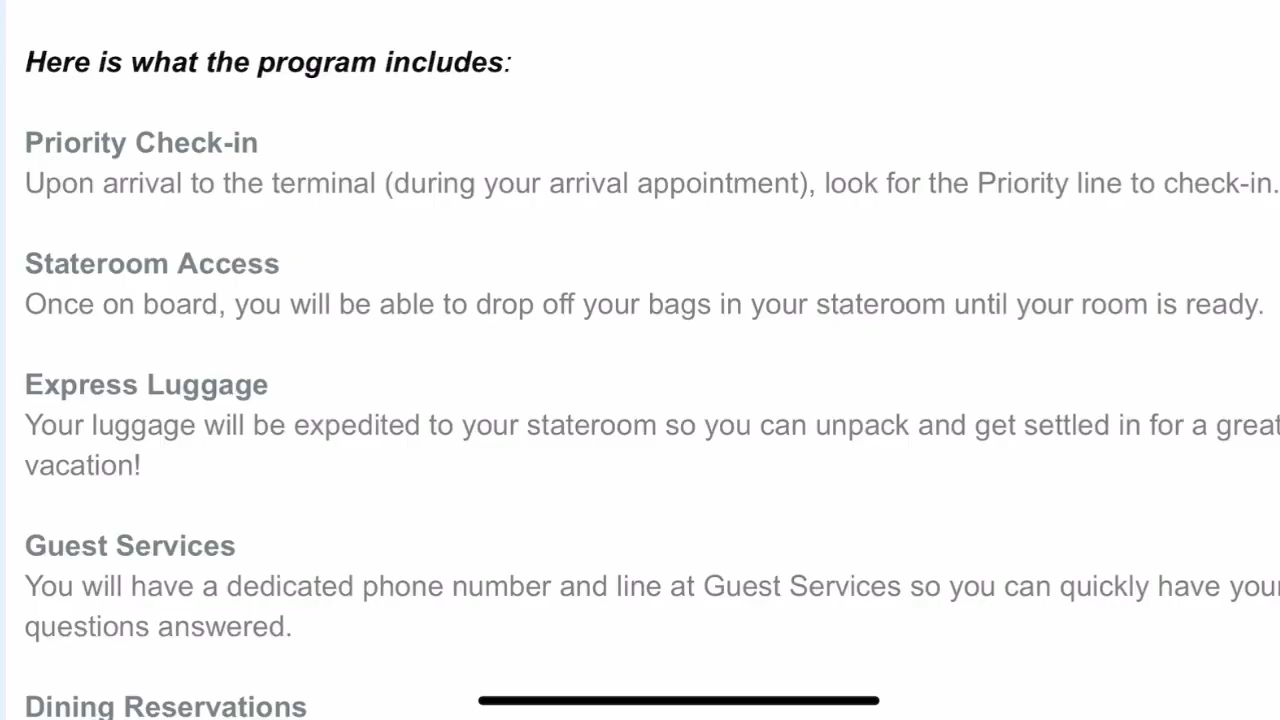 Here is what the program includes:
Priority Check-in
Upon arrival to the terminal (during your arrival appointment), look for the Priority line to check-in.
Stateroom Access
Once on board, you will be able to drop off your bags in your stateroom until your room is ready.
Express Luggage
Your luggage will be expedited to your stateroom so you can unpack and get settled in for a great
vacation!
Guest Services
You will have a dedicated phone number and line at Guest Services so you can quickly have your
questions answered.
Dining Reservations